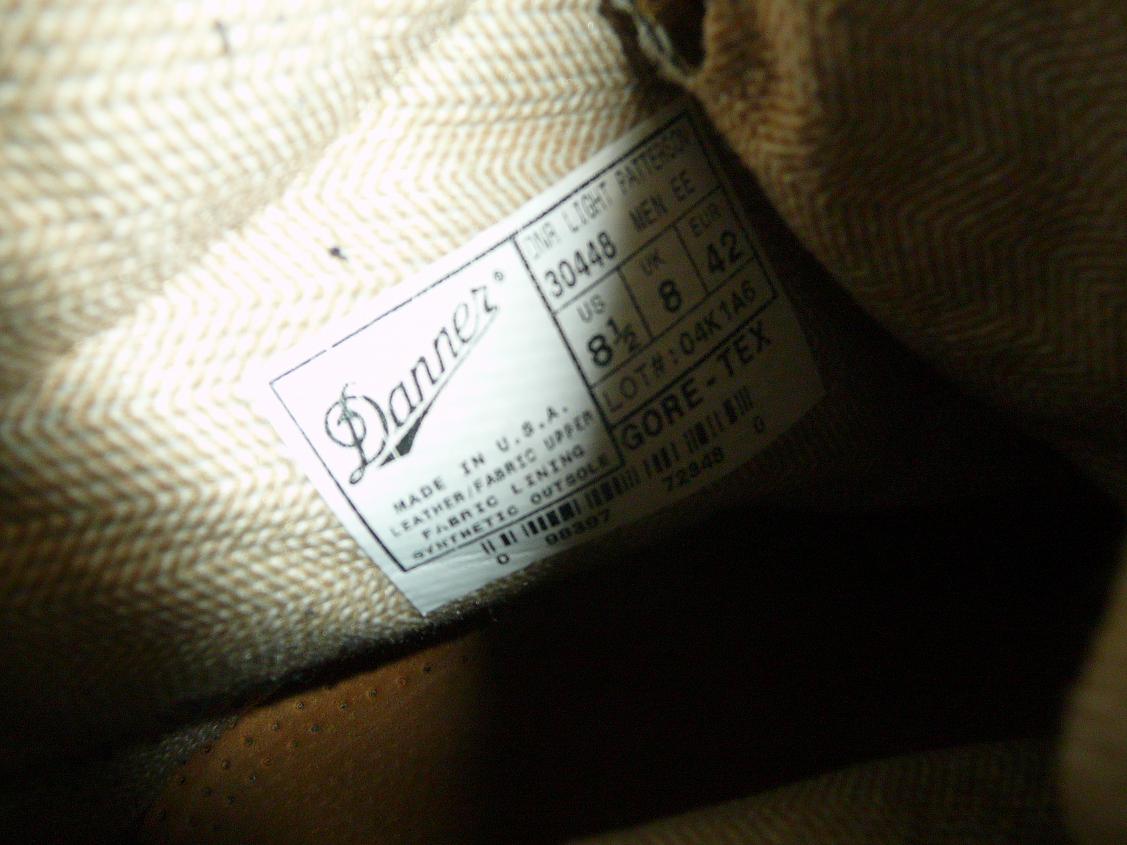 Danner®
MADE IN U.S.A.
LEATHER/FABRIC UPPER
FABRIC LINING
SYNTHETIC OUTSOLE
DNR LIGHT PATTERSON
30448 MEN EE
US UK EUR
8½ 8 42
LOT#:04K1A6
GORE-TEX
0 98397 72848 0